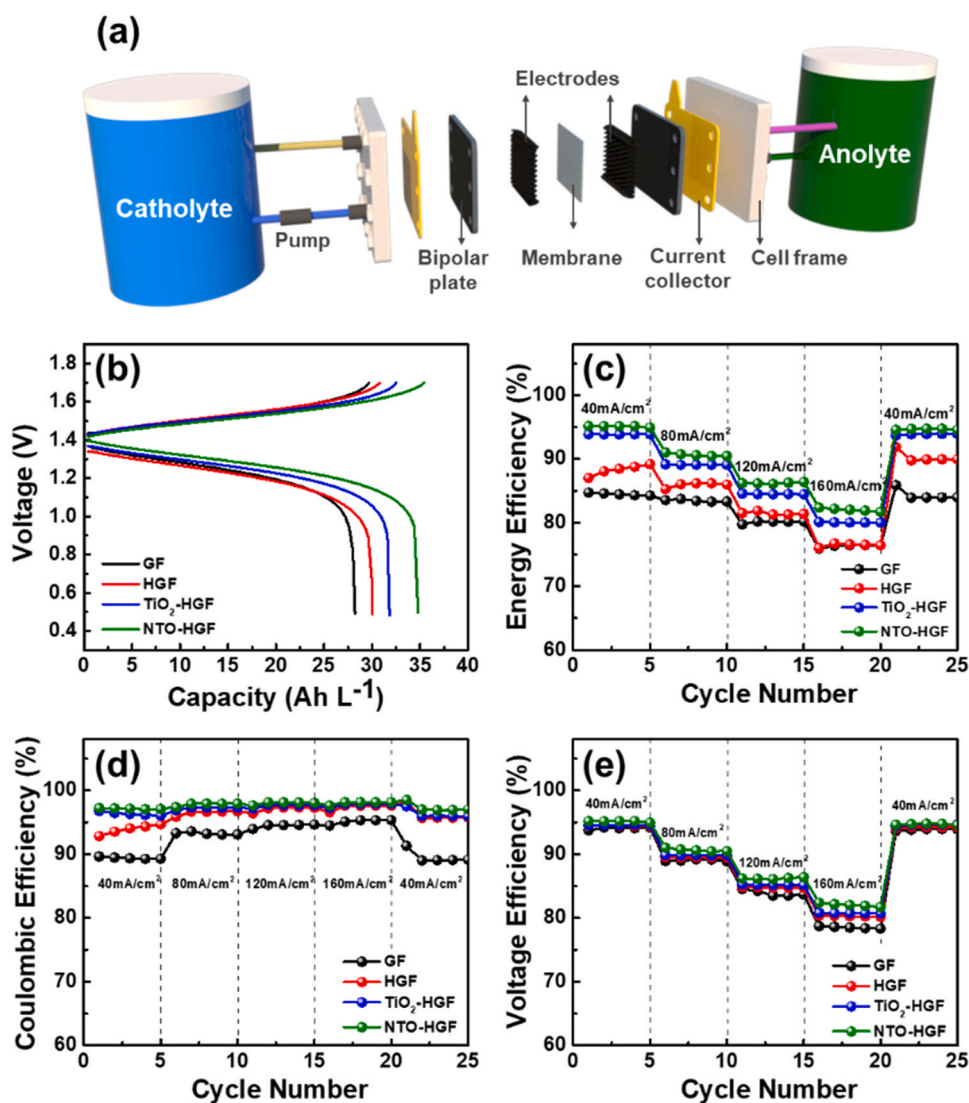 (a)
Electrodes
Catholyte
Anolyte
Pump
Bipolar
plate
Membrane
Current
collector
Cell frame
(b)
Voltage (V)
1.8
1.6
1.4
1.2
1.0
0.8
0.6
0.4
GF
HGF
TiO2-HGF
NTO-HGF
0 5 10 15 20 25 30 35 40
Capacity (Ah L-1)
(c)
Energy Efficiency (%)
100
90
80
70
60
40mA/cm2
80mA/cm2
120mA/cm2
160mA/cm2
40mA/cm2
GF
HGF
TiO2-HGF
NTO-HGF
0 5 10 15 20 25
Cycle Number
(d)
Coulombic Efficiency (%)
100
90
80
70
60
40mA/cm2 80mA/cm2 120mA/cm2 160mA/cm2 40mA/cm2
GF
HGF
TiO2-HGF
NTO-HGF
0 5 10 15 20 25
Cycle Number
(e)
Voltage Efficiency (%)
100
90
80
70
60
40mA/cm2
80mA/cm2
120mA/cm2
160mA/cm2
40mA/cm2
GF
HGF
TiO2-HGF
NTO-HGF
0 5 10 15 20 25
Cycle Number